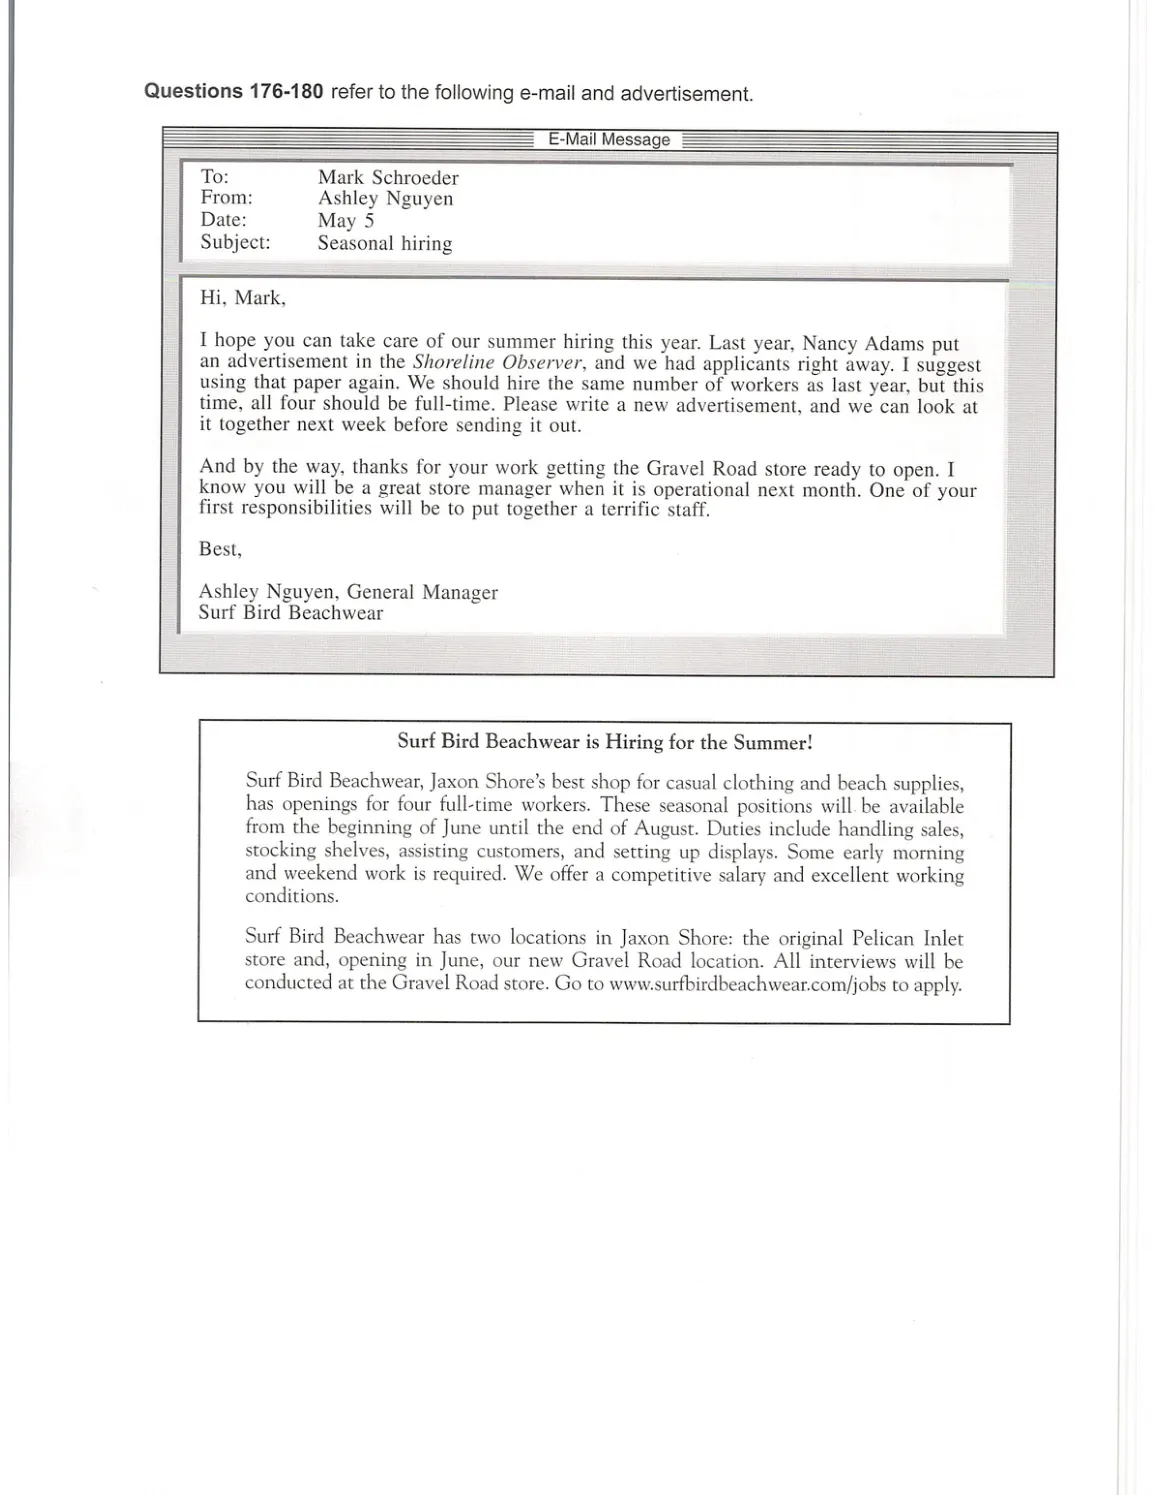 Questions 176-180 refer to the following e-mail and advertisement.
E-Mail Message
To: Mark Schroeder
From: Ashley Nguyen
Date: May 5
Subject: Seasonal hiring
Hi, Mark,
I hope you can take care of our summer hiring this year. Last year, Nancy Adams put
an advertisement in the Shoreline Observer, and we had applicants right away. I suggest
using that paper again. We should hire the same number of workers as last year, but this
time, all four should be full-time. Please write a new advertisement, and we can look at
it together next week before sending it out.
And by the way, thanks for your work getting the Gravel Road store ready to open. I
know you will be a great store manager when it is operational next month. One of your
first responsibilities will be to put together a terrific staff.
Best,
Ashley Nguyen, General Manager
Surf Bird Beachwear
Surf Bird Beachwear is Hiring for the Summer!
Surf Bird Beachwear, Jaxon Shore's best shop for casual clothing and beach supplies,
has openings for four full-time workers. These seasonal positions will be available
from the beginning of June until the end of August. Duties include handling sales,
stocking shelves, assisting customers, and setting up displays. Some early morning
and weekend work is required. We offer a competitive salary and excellent working
conditions.
Surf Bird Beachwear has two locations in Jaxon Shore: the original Pelican Inlet
store and, opening in June, our new Gravel Road location. All interviews will be
conducted at the Gravel Road store. Go to www.surfbirdbeachwear.com/jobs to apply.